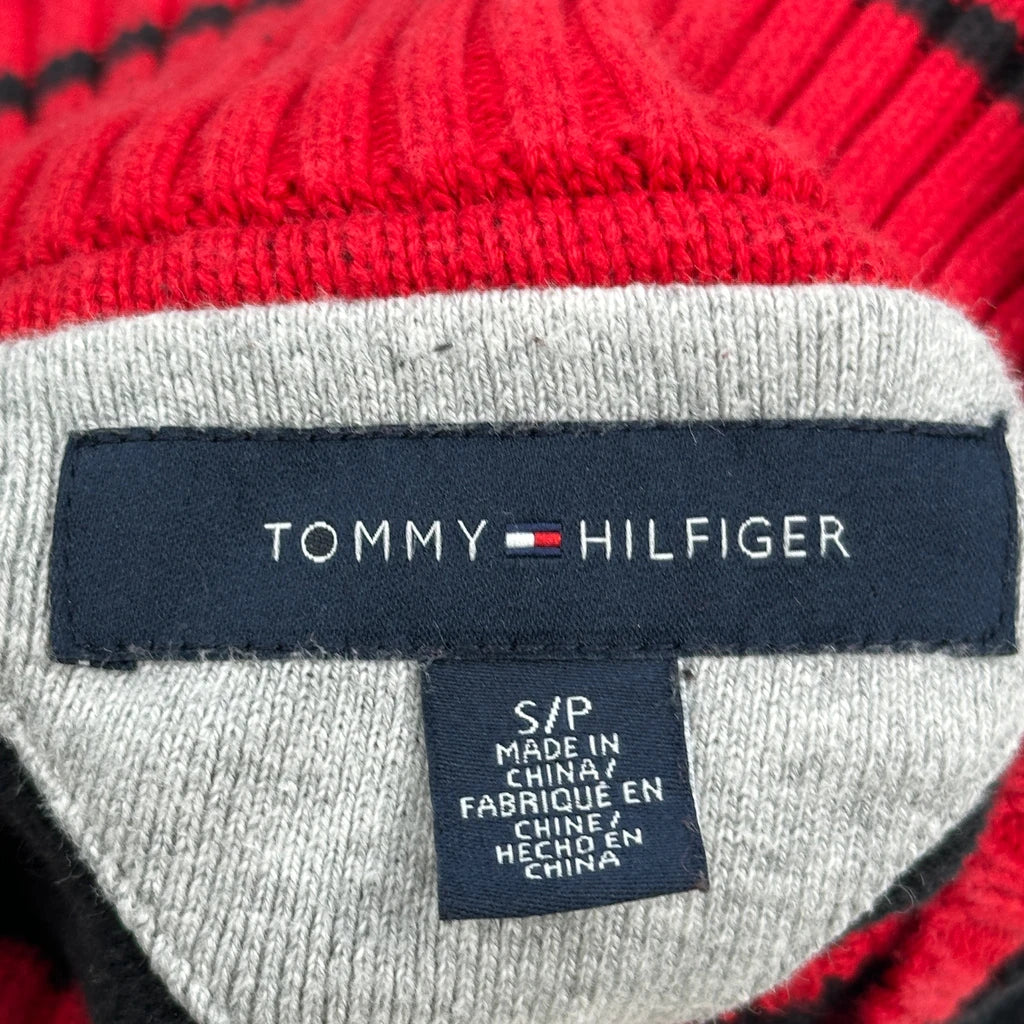 TOMMY HILFIGER
S/P
MADE IN
CHINA/
FABRIQUÉ EN
CHINE/
HECHO EN
CHINA